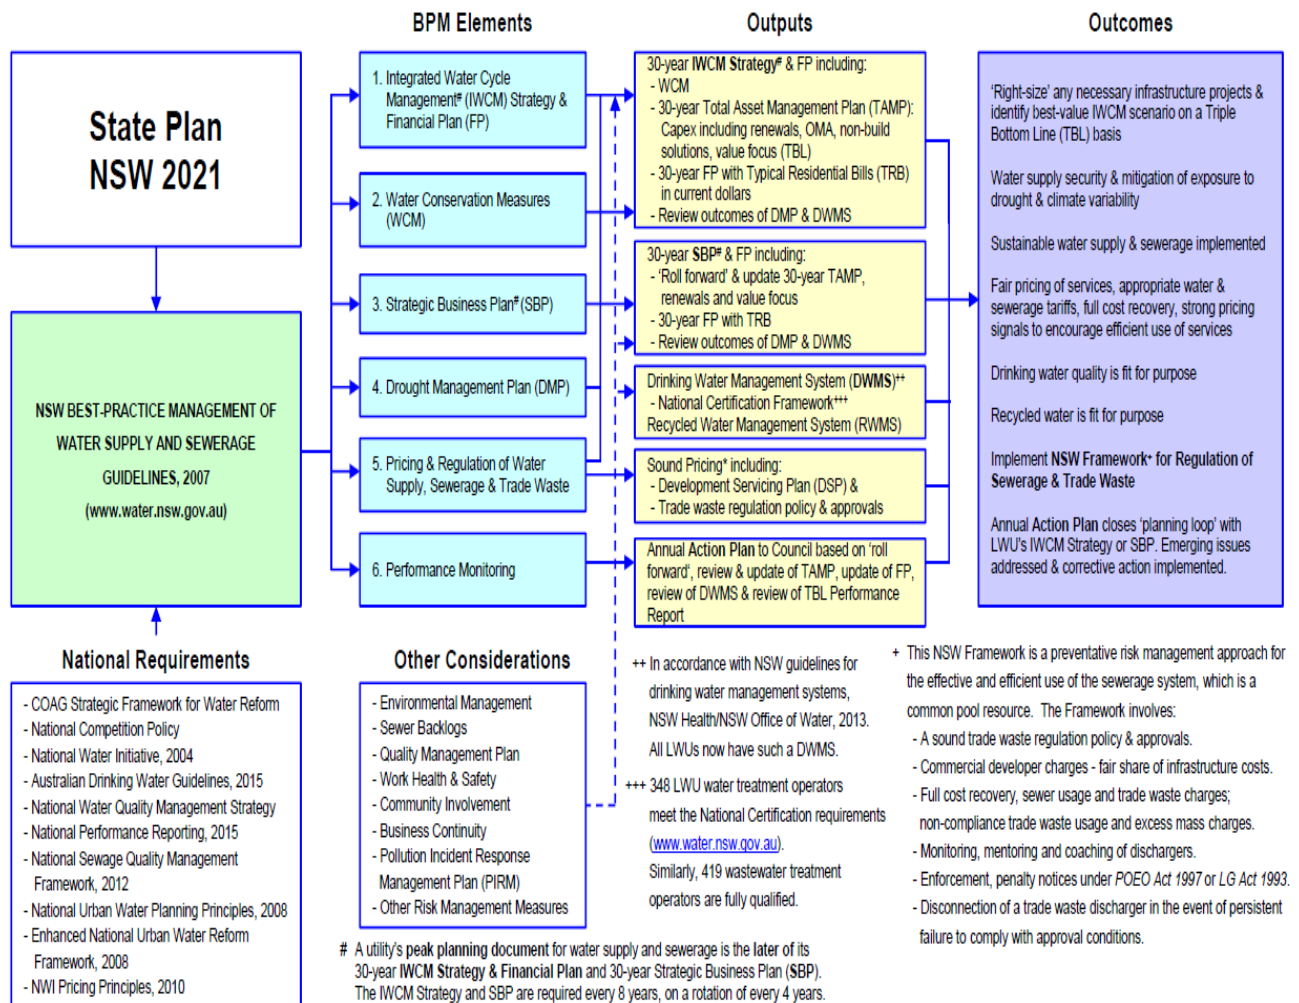 BPM Elements
Outputs
Outcomes
State Plan
NSW 2021
NSW BEST-PRACTICE MANAGEMENT OF
WATER SUPPLY AND SEWERAGE
GUIDELINES, 2007
(www.water.nsw.gov.au)
National Requirements
- COAG Strategic Framework for Water Reform
- National Competition Policy
- National Water Initiative, 2004
- Australian Drinking Water Guidelines, 2015
- National Water Quality Management Strategy
- National Performance Reporting, 2015
- National Sewage Quality Management
Framework, 2012
- National Urban Water Planning Principles, 2008
- Enhanced National Urban Water Reform
Framework, 2008
- NWI Pricing Principles, 2010
1. Integrated Water Cycle
Management# (IWCM) Strategy &
Financial Plan (FP)
2. Water Conservation Measures
(WCM)
3. Strategic Business Plan# (SBP)
4. Drought Management Plan (DMP)
5. Pricing & Regulation of Water
Supply, Sewerage & Trade Waste
6. Performance Monitoring
Other Considerations
- Environmental Management
- Sewer Backlogs
- Quality Management Plan
- Work Health & Safety
- Community Involvement
- Business Continuity
- Pollution Incident Response
Management Plan (PIRM)
- Other Risk Management Measures
30-year IWCM Strategy# & FP including:
- WCM
- 30-year Total Asset Management Plan (TAMP):
Capex including renewals, OMA, non-build
solutions, value focus (TBL)
- 30-year FP with Typical Residential Bills (TRB)
in current dollars
- Review outcomes of DMP & DWMS
30-year SBP# & FP including:
- 'Roll forward' & update 30-year TAMP,
renewals and value focus
- 30-year FP with TRB
- Review outcomes of DMP & DWMS
Drinking Water Management System (DWMS)++
- National Certification Framework+++
Recycled Water Management System (RWMS)
Sound Pricing* including:
- Development Servicing Plan (DSP) &
- Trade waste regulation policy & approvals
Annual Action Plan to Council based on 'roll
forward', review & update of TAMP, update of FP,
review of DWMS & review of TBL Performance
Report
'Right-size' any necessary infrastructure projects &
identify best-value IWCM scenario on a Triple
Bottom Line (TBL) basis
Water supply security & mitigation of exposure to
drought & climate variability
Sustainable water supply & sewerage implemented
Fair pricing of services, appropriate water &
sewerage tariffs, full cost recovery, strong pricing
signals to encourage efficient use of services
Drinking water quality is fit for purpose
Recycled water is fit for purpose
Implement NSW Framework+ for Regulation of
Sewerage & Trade Waste
Annual Action Plan closes 'planning loop' with
LWU's IWCM Strategy or SBP. Emerging issues
addressed & corrective action implemented.
++ In accordance with NSW guidelines for
drinking water management systems,
NSW Health/NSW Office of Water, 2013.
All LWUs now have such a DWMS.
+++ 348 LWU water treatment operators
meet the National Certification requirements
(www.water.nsw.gov.au).
Similarly, 419 wastewater treatment
operators are fully qualified.
+ This NSW Framework is a preventative risk management approach for
the effective and efficient use of the sewerage system, which is a
common pool resource. The Framework involves:
- A sound trade waste regulation policy & approvals.
- Commercial developer charges - fair share of infrastructure costs.
- Full cost recovery, sewer usage and trade waste charges;
non-compliance trade waste usage and excess mass charges.
- Monitoring, mentoring and coaching of dischargers.
- Enforcement, penalty notices under POEO Act 1997 or LG Act 1993.
- Disconnection of a trade waste discharger in the event of persistent
failure to comply with approval conditions.
# A utility's peak planning document for water supply and sewerage is the later of its
30-year IWCM Strategy & Financial Plan and 30-year Strategic Business Plan (SBP).
The IWCM Strategy and SBP are required every 8 years, on a rotation of every 4 years.